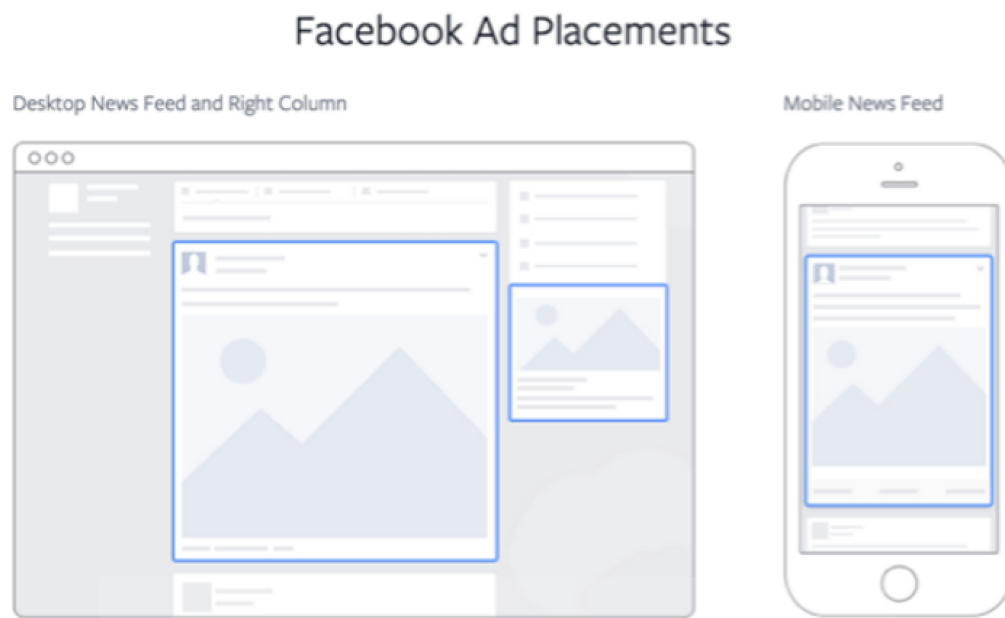 Facebook Ad Placements
Desktop News Feed and Right Column
Mobile News Feed